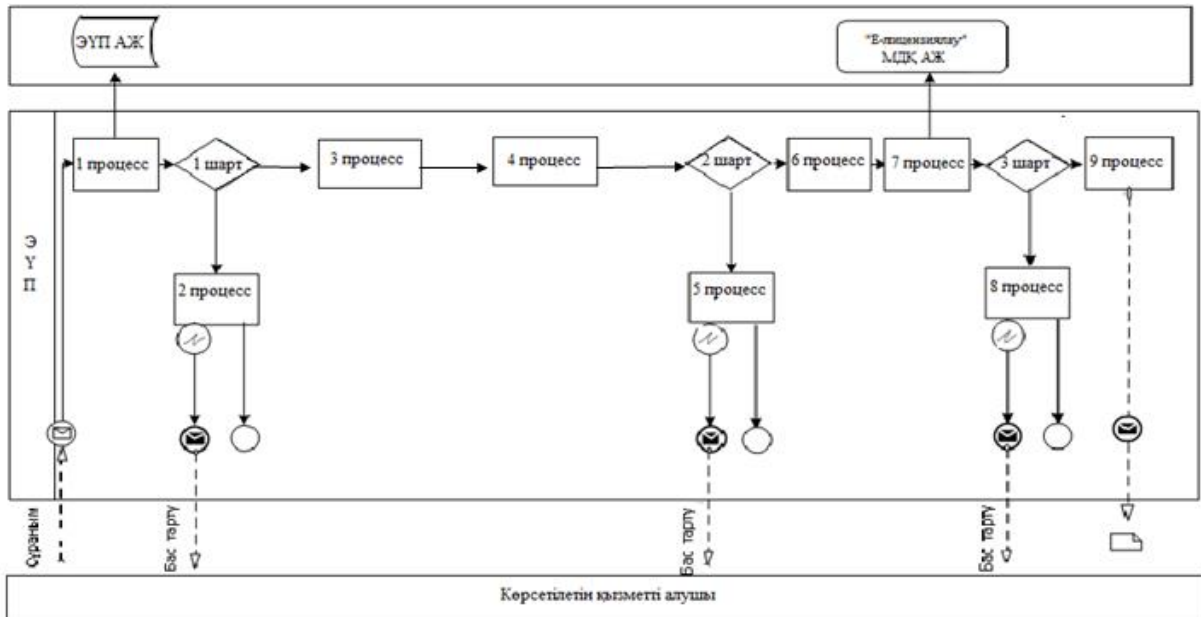 ЭҮП АЖ
"Е-лицензиялау"
МДҚ АЖ
1 процесс
1 шарт
3 процесс
4 процесс
2 шарт
6 процесс
7 процесс
3 шарт
9 процесс
Э
Ү
П
2 процесс
5 процесс
8 процесс
Сұраным
Бас тарту
Бас тарту
Бас тарту
Көрсетілетін қызметті алушы